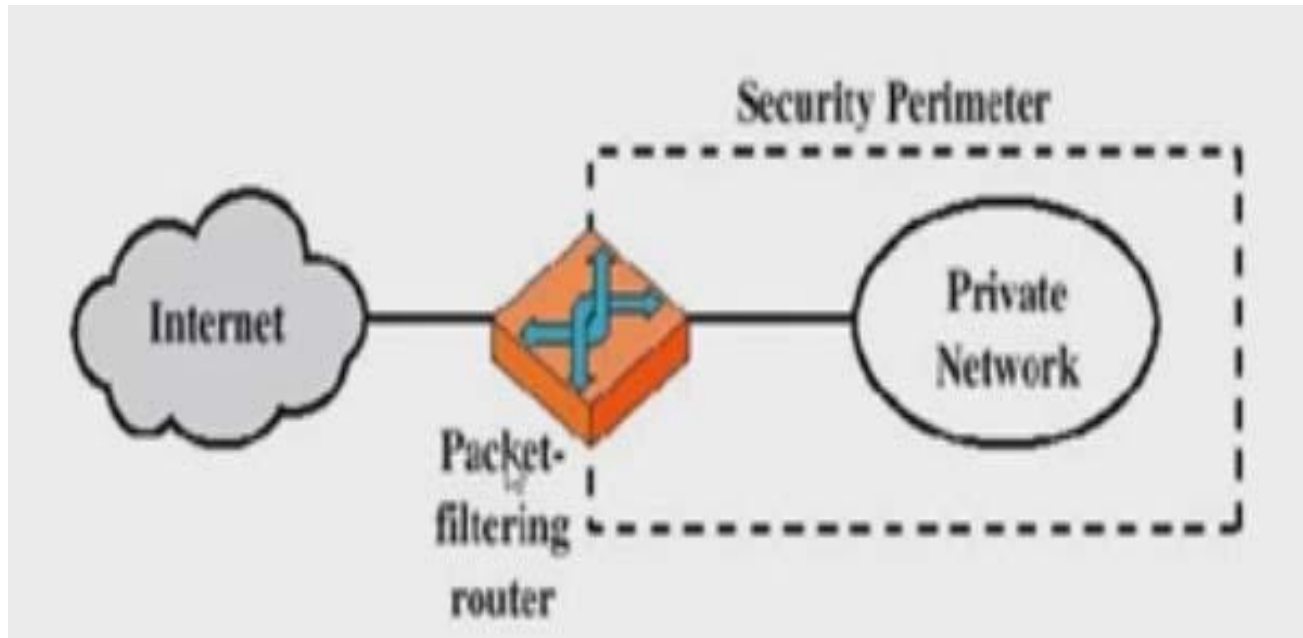 Security Perimeter
Internet
Packet-
filtering
router
Private
Network